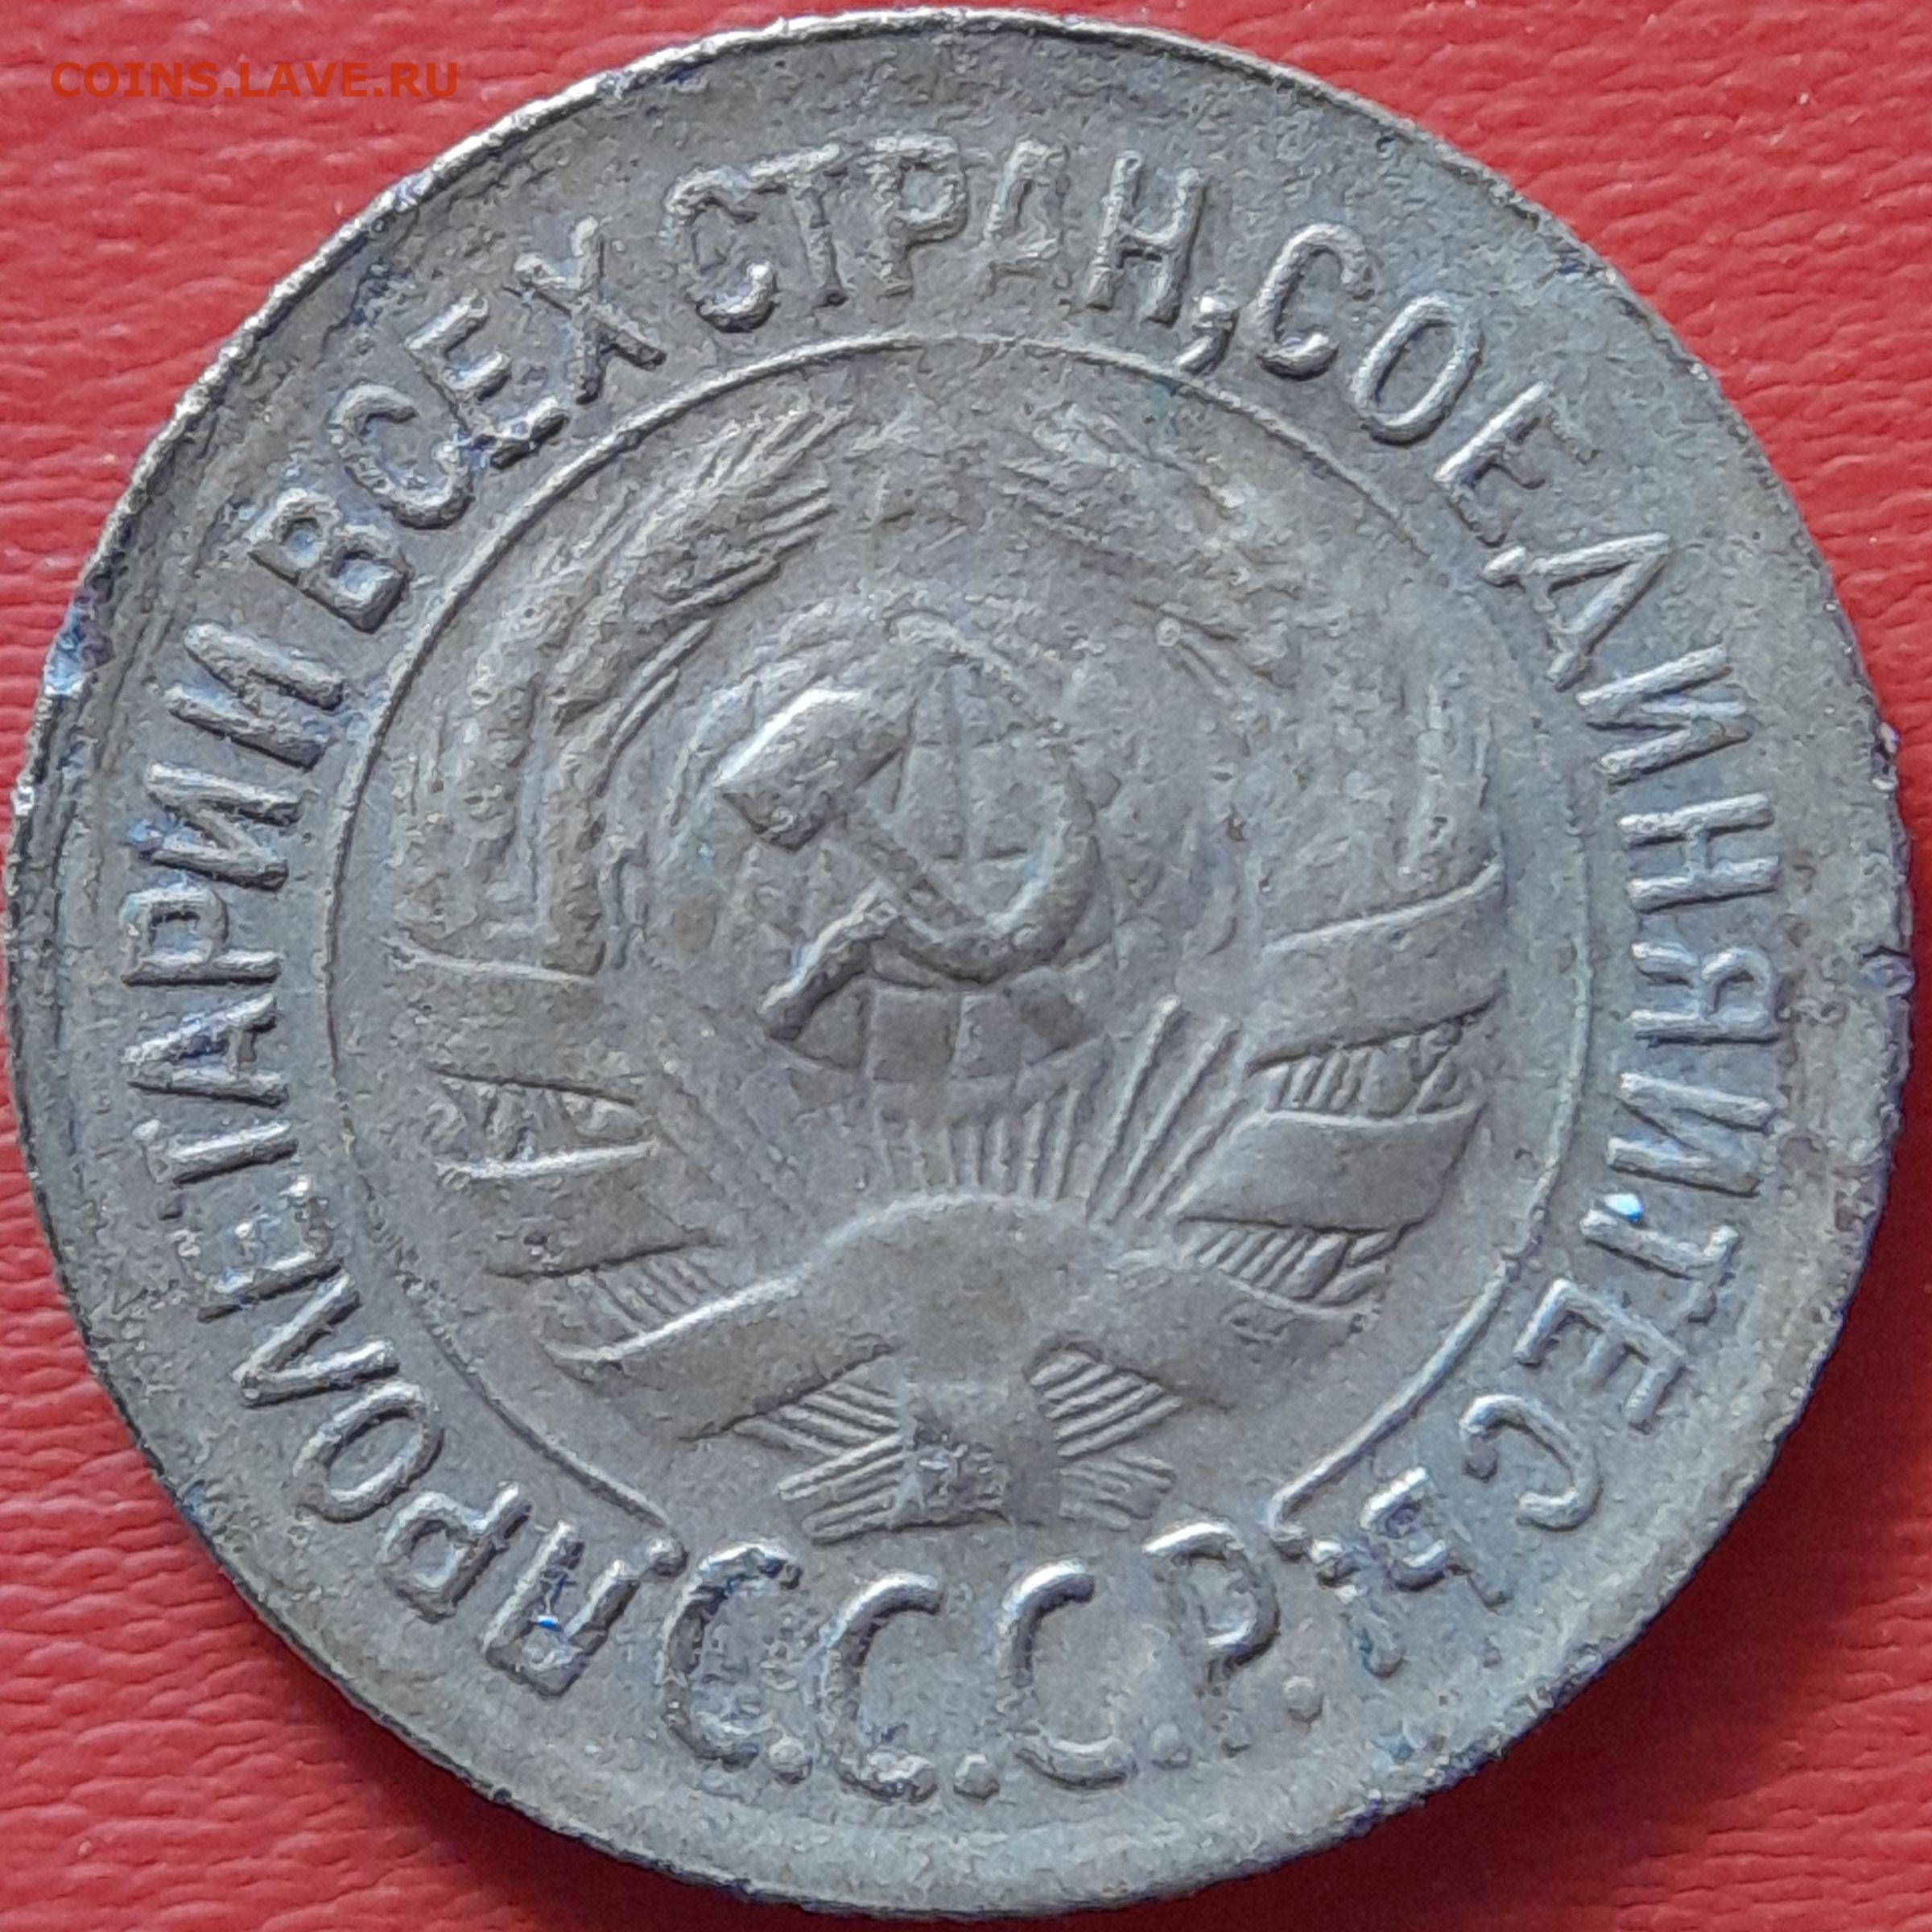 COINS.LAVE.RU
ПРОЛЕТАРИИ ВСЕХ СТРАН, СОЕДИНЯЙТЕСЬ
С.С.С.Р.